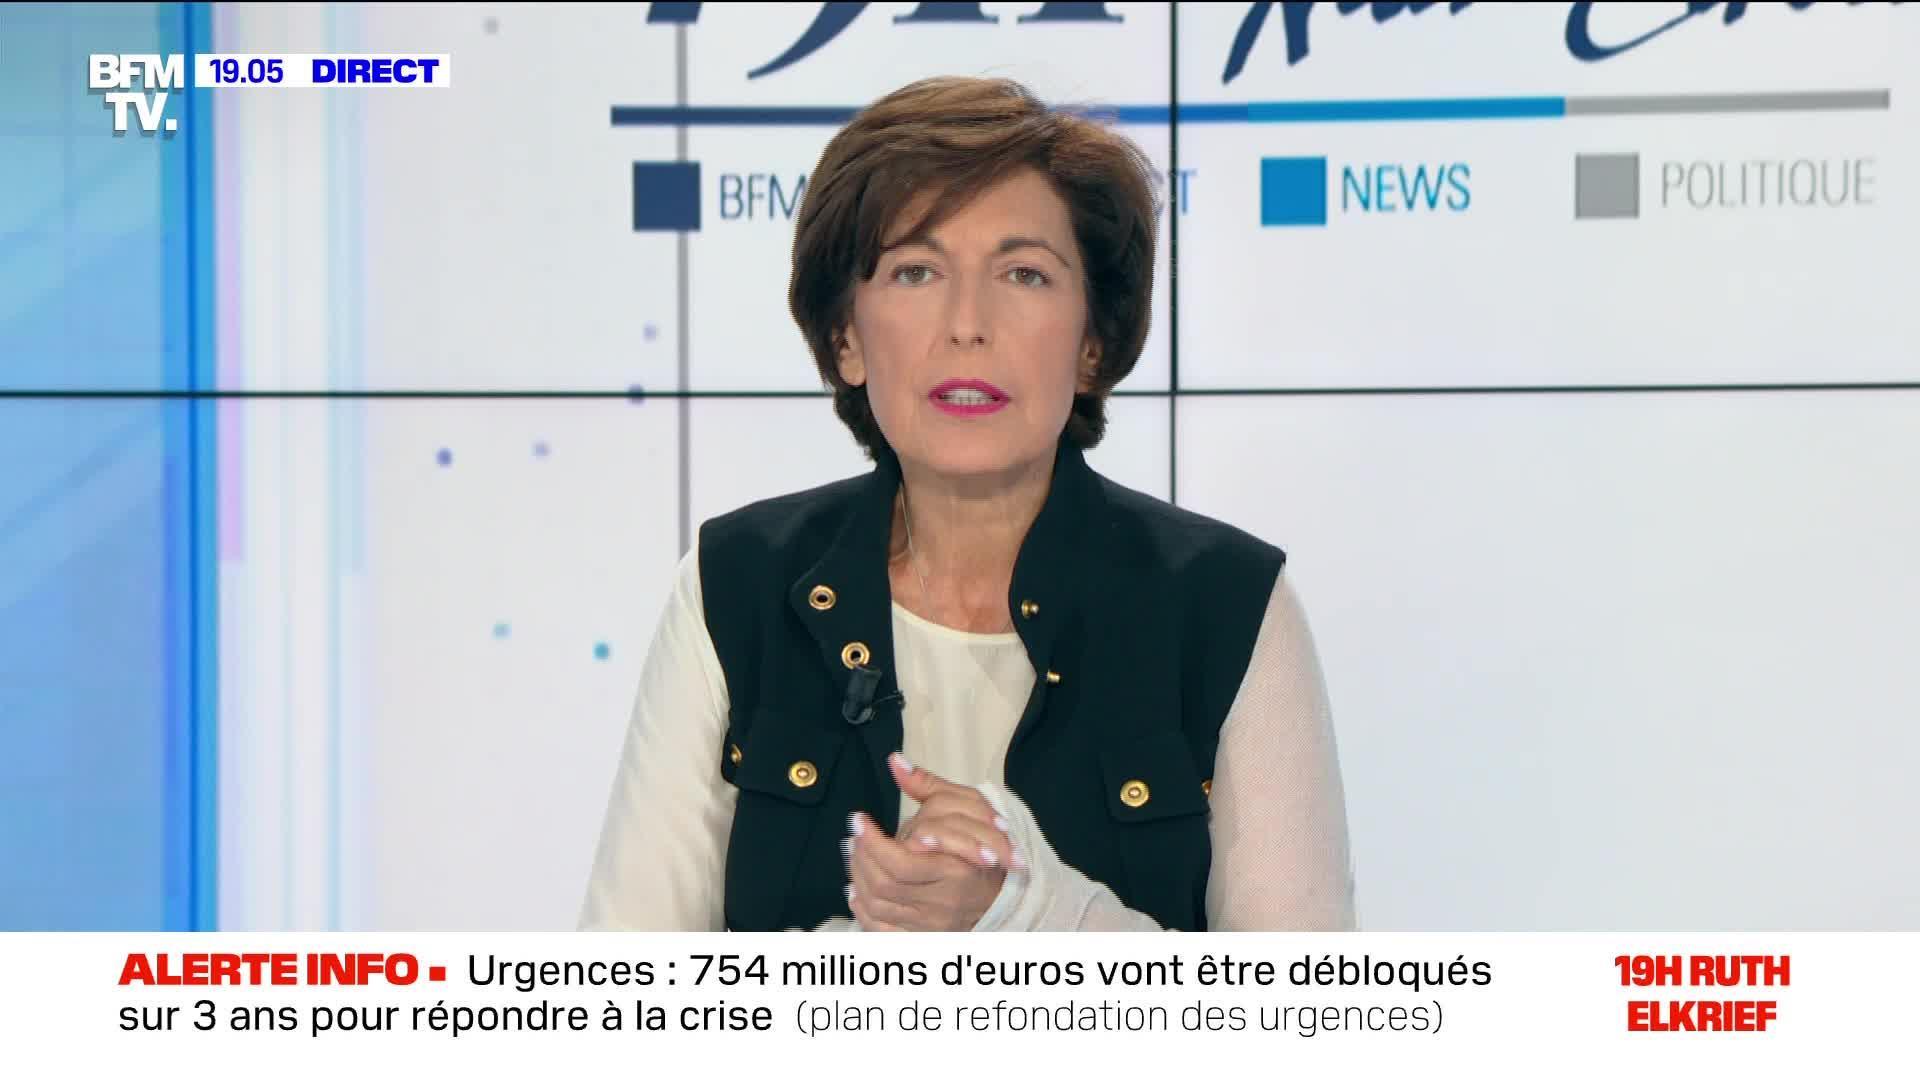 BFM
TV.
19.05 DIRECT
BFM
NEWS
POLITIQUE
ALERTE INFO ▪ Urgences : 754 millions d'euros vont être débloqués
sur 3 ans pour répondre à la crise (plan de refondation des urgences)
19H RUTH
ELKRIEF